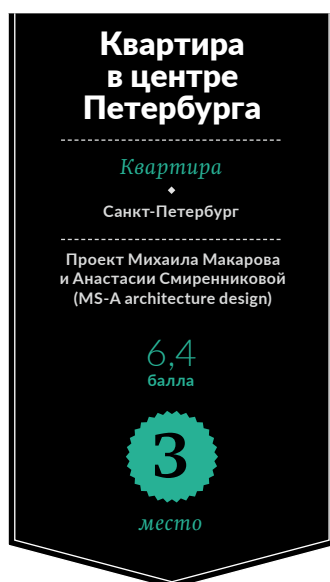 Квартира
в центре
Петербурга
Квартира
Санкт-Петербург
Проект Михаила Макарова
и Анастасии Смиренниковой
(MS-A architecture design)
6,4
балла
3
место